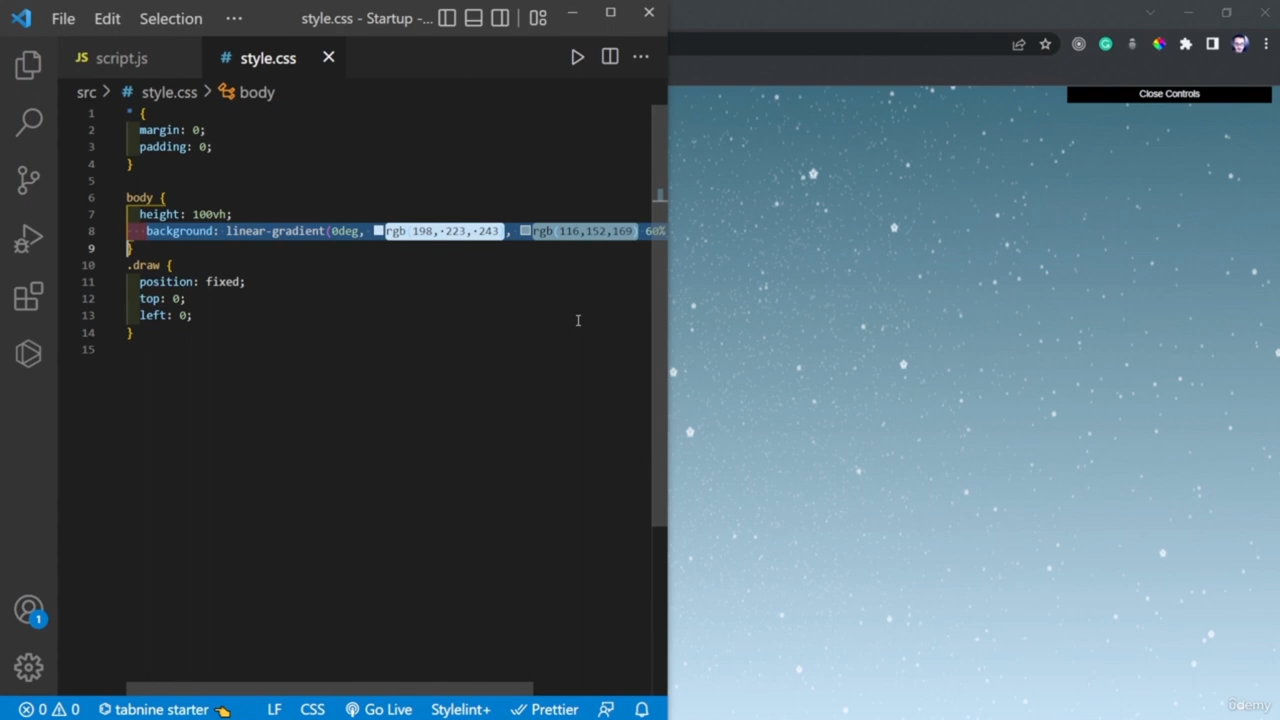 File Edit Selection ··· style.css - Startup -...
JS script.js # style.css
src > # style.css > body
1 * {
2 margin: 0;
3 padding: 0;
4 }
5
6 body {
7 height: 100vh;
8 background: linear-gradient(0deg, rgb(198,·223,·243), rgb(116,152,169) 60%
9 }
10 .draw {
11 position: fixed;
12 top: 0;
13 left: 0;
14 }
15
1
0 0 tabnine starter LF CSS Go Live Stylelint+ Prettier
Close Controls
ûdemy